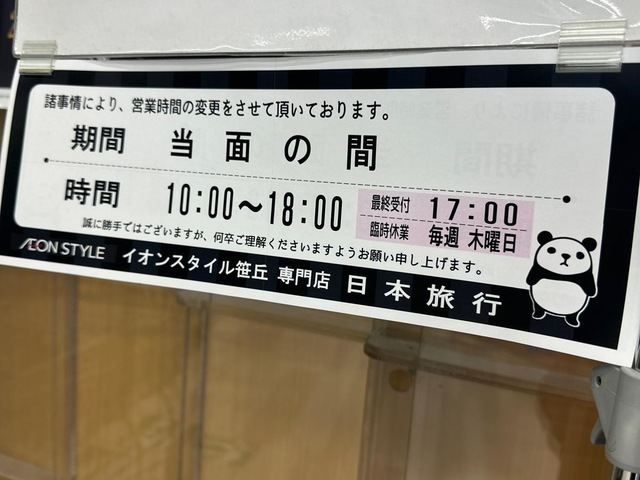 諸事情により、営業時間の変更をさせて頂いております。
期間 当面の間
時間 10:00〜18:00
最終受付 17:00
臨時休業 毎週 木曜日
誠に勝手ではございますが、何卒ご理解くださいますようお願い申し上げます。
ÆON STYLE イオンスタイル笹丘 専門店 日本旅行